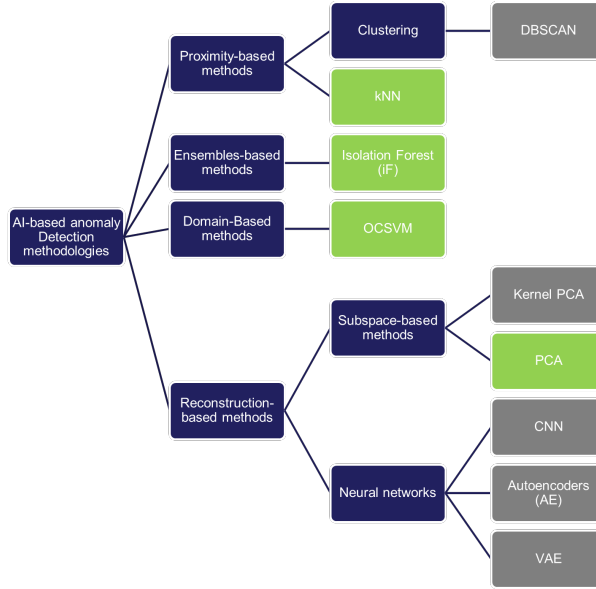 AI-based anomaly
Detection
methodologies
Proximity-based
methods
Clustering
DBSCAN
kNN
Ensembles-based
methods
Isolation Forest
(iF)
Domain-Based
methods
OCSVM
Reconstruction-
based methods
Subspace-based
methods
Kernel PCA
PCA
Neural networks
CNN
Autoencoders
(AE)
VAE